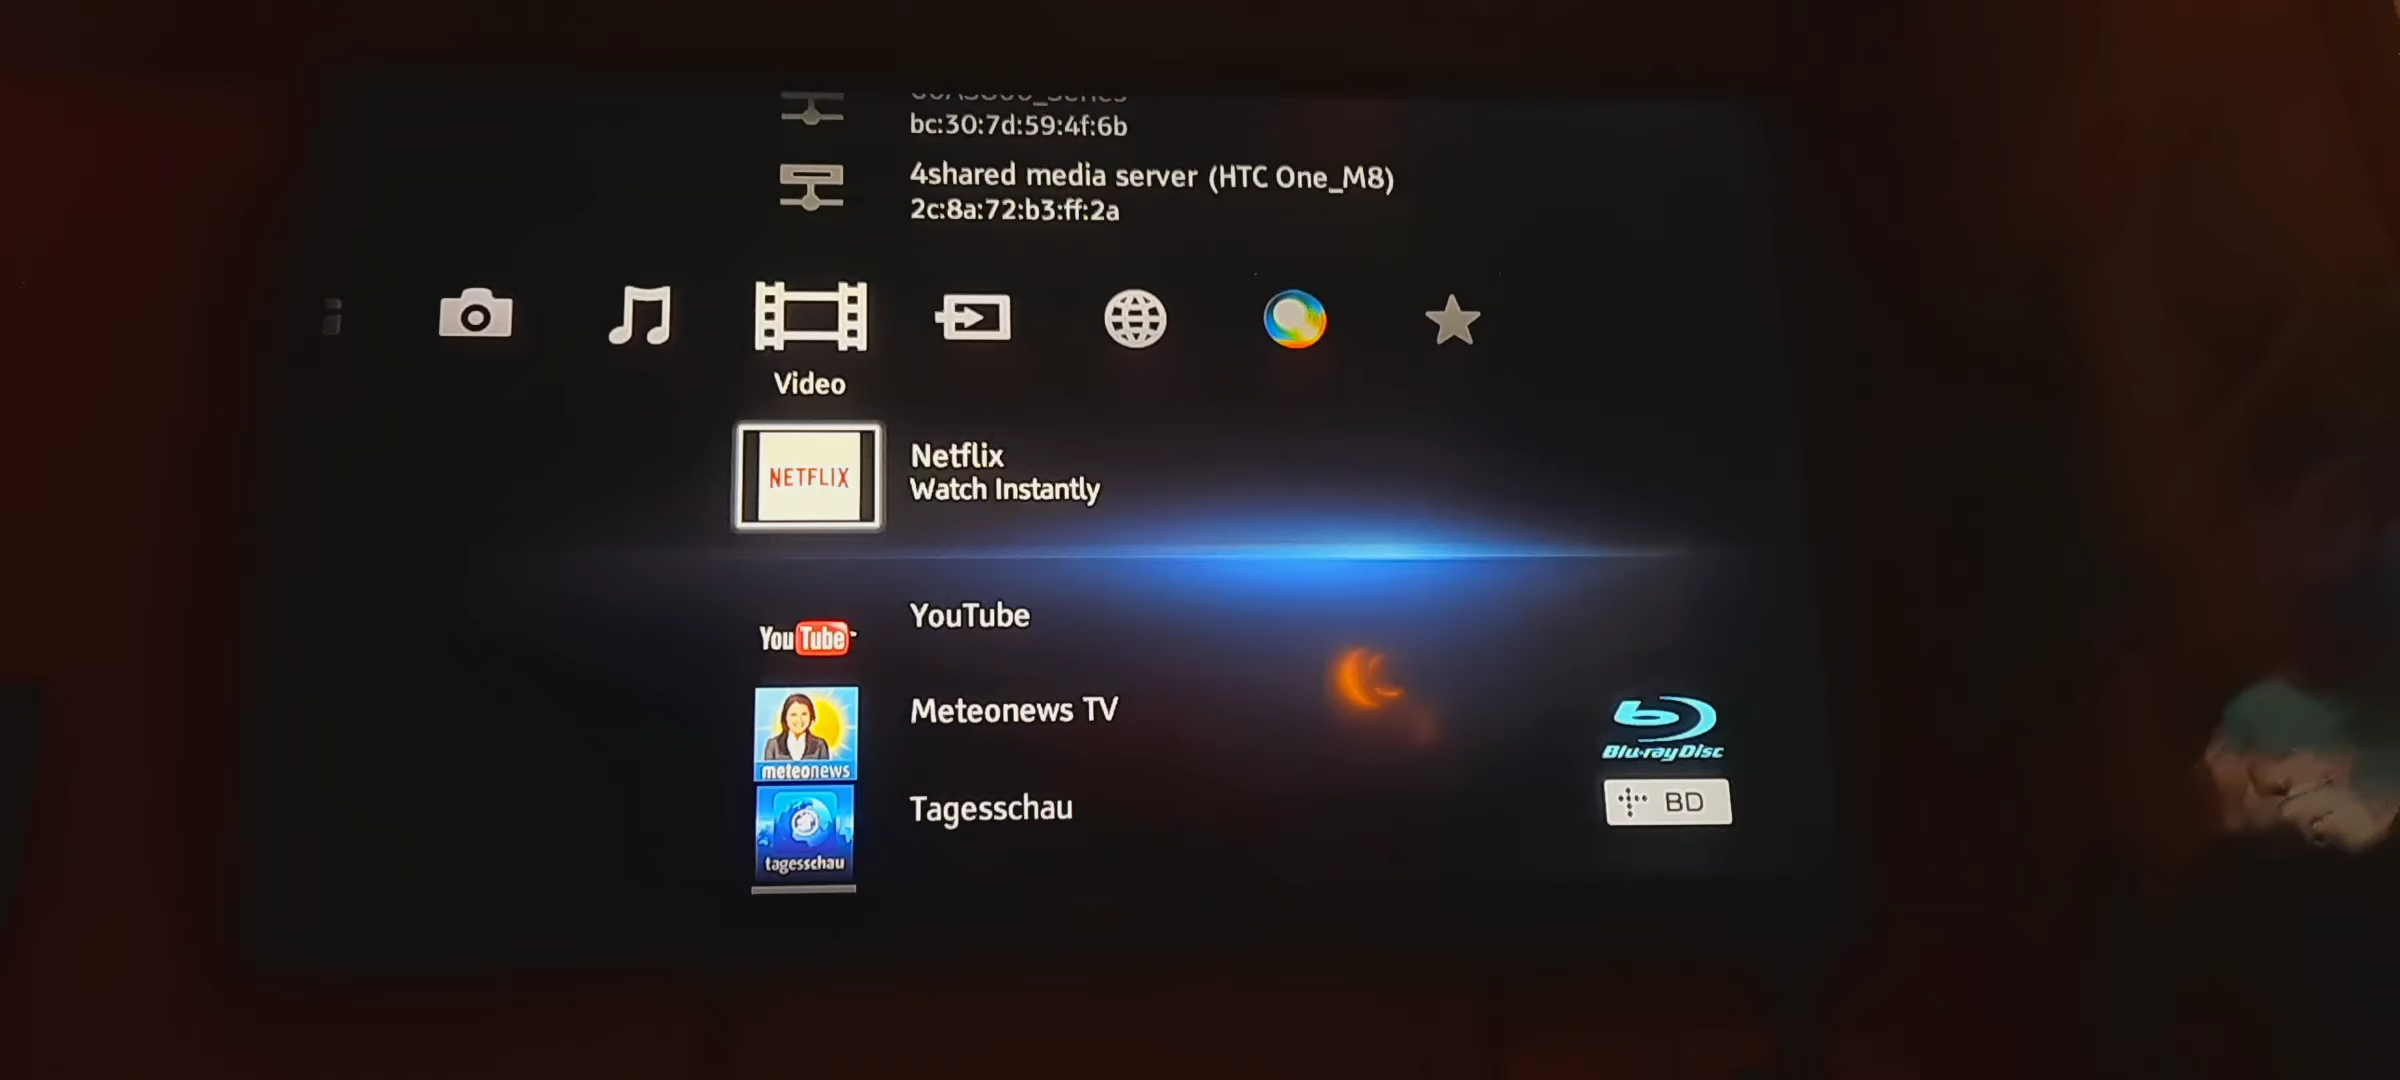 bc:30:7d:59:4f:6b
4shared media server (HTC One_M8)
2c:8a:72:b3:ff:2a
Video
NETFLIX
Netflix
Watch Instantly
YouTube
YouTube
Meteonews TV
meteonews
Blu-ray Disc
BD
Tagesschau
tagesschau